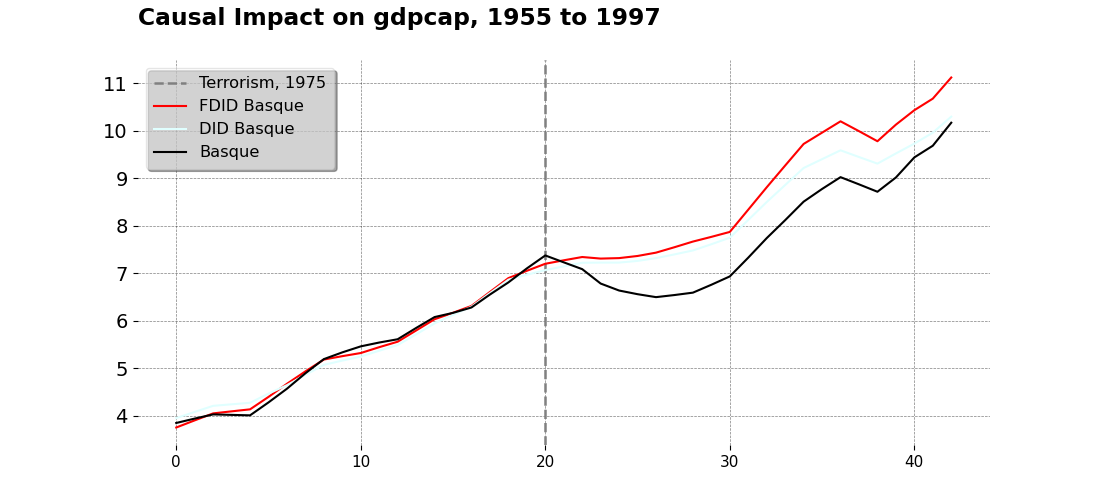 Causal Impact on gdpcap, 1955 to 1997
Terrorism, 1975
FDID Basque
DID Basque
Basque
11
10
9
8
7
6
5
4
0 10 20 30 40